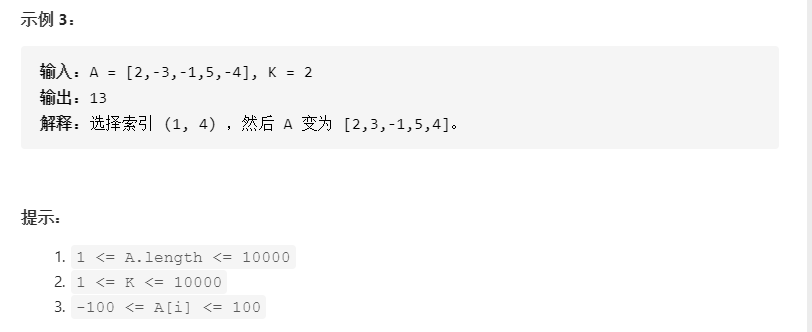 示例 3：
输入：A = [2,-3,-1,5,-4], K = 2
输出：13
解释：选择索引 (1, 4) ，然后 A 变为 [2,3,-1,5,4]。
提示：
1. 1 <= A.length <= 10000
2. 1 <= K <= 10000
3. -100 <= A[i] <= 100